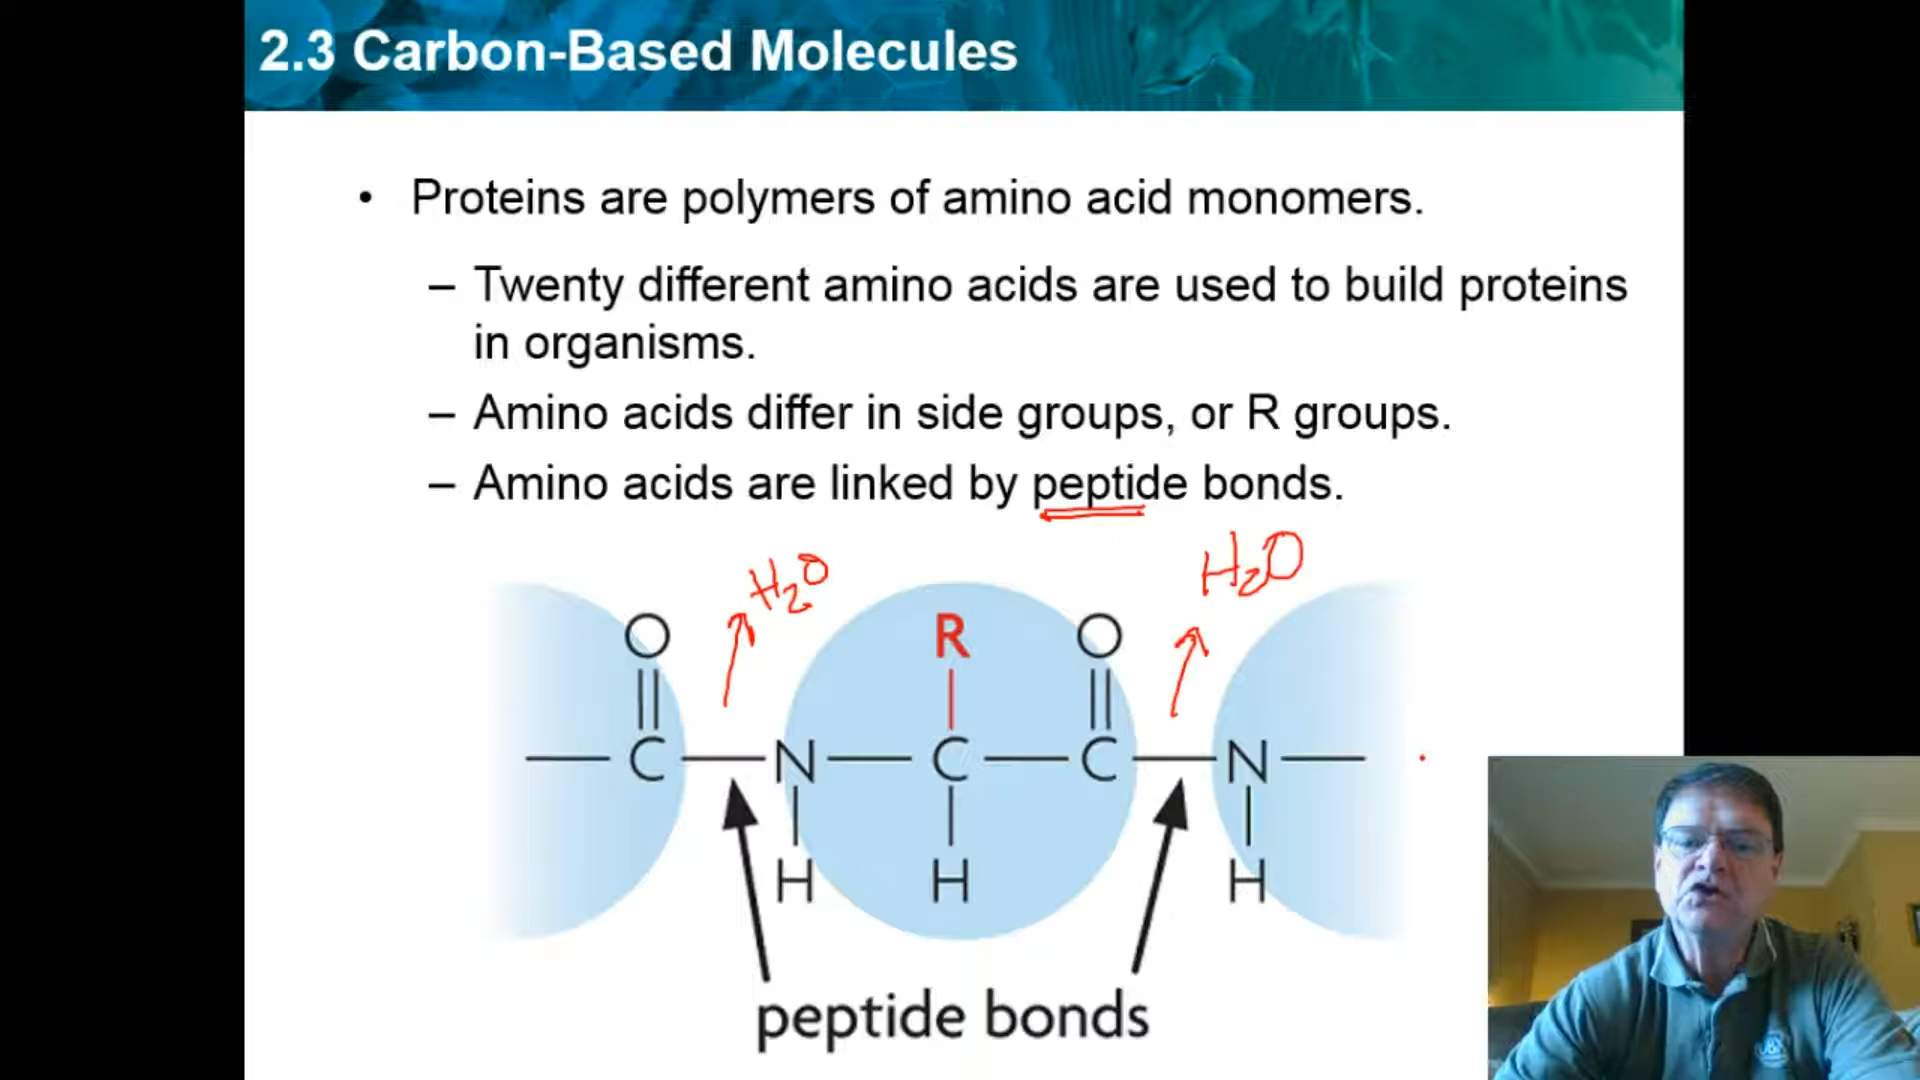 2.3 Carbon-Based Molecules
• Proteins are polymers of amino acid monomers.
– Twenty different amino acids are used to build proteins
in organisms.
– Amino acids differ in side groups, or R groups.
– Amino acids are linked by peptide bonds.
H₂O H₂O
O R O
C N C C N
H H H
peptide bonds